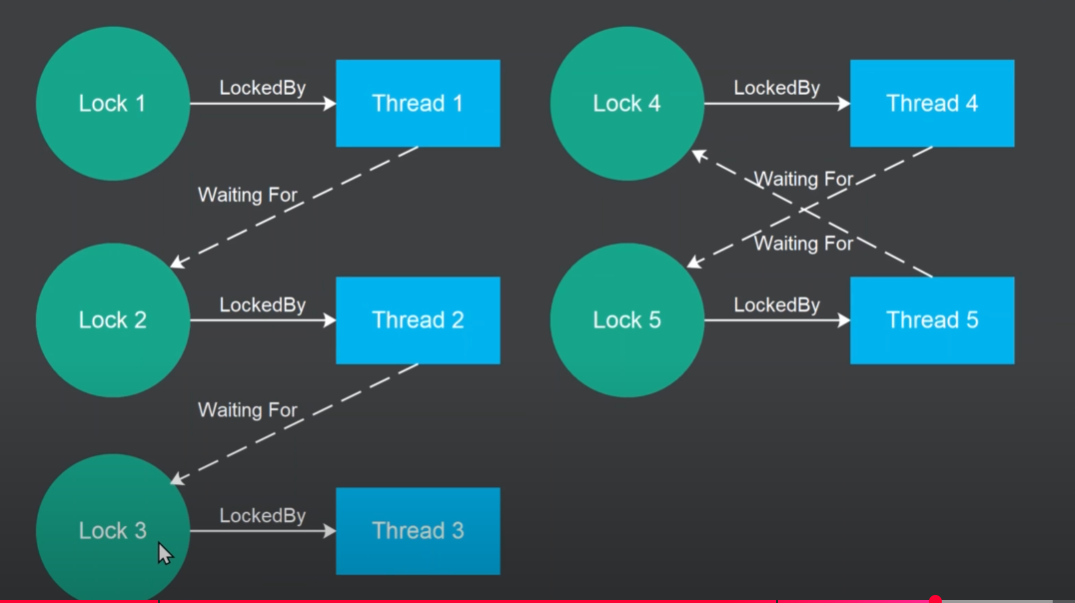 Lock 1
LockedBy
Thread 1
Waiting For
Lock 2
LockedBy
Thread 2
Waiting For
Lock 3
LockedBy
Thread 3
Lock 4
LockedBy
Thread 4
Waiting For
Waiting For
Lock 5
LockedBy
Thread 5